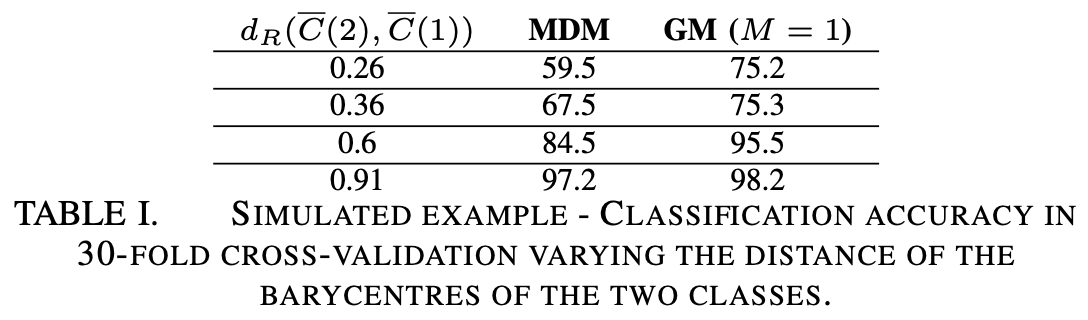 d_R(C̅(2), C̅(1)) MDM GM (M = 1)
0.26 59.5 75.2
0.36 67.5 75.3
0.6 84.5 95.5
0.91 97.2 98.2
TABLE I. SIMULATED EXAMPLE - CLASSIFICATION ACCURACY IN
30-FOLD CROSS-VALIDATION VARYING THE DISTANCE OF THE
BARYCENTRES OF THE TWO CLASSES.